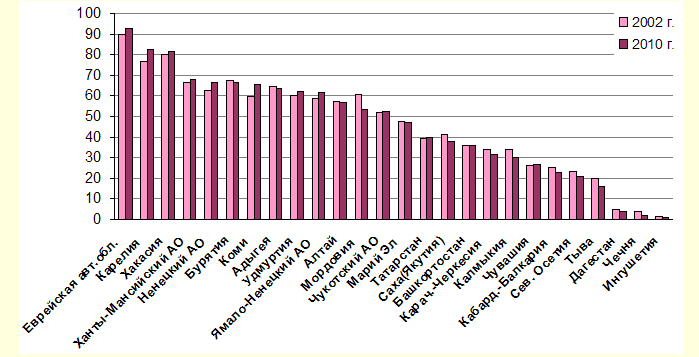 100
90
80
70
60
50
40
30
20
10
0
2002 г.
2010 г.
Еврейская авт.обл.
Карелия
Хакасия
Ханты-Мансийский АО
Ненецкий АО
Бурятия
Коми
Адыгея
Удмуртия
Ямало-Ненецкий АО
Алтай
Мордовия
Чукотский АО
Марий Эл
Татарстан
Саха(Якутия)
Башкортостан
Карач.-Черкесия
Калмыкия
Чувашия
Кабард.-Балкария
Сев. Осетия
Тыва
Дагестан
Чечня
Ингушетия